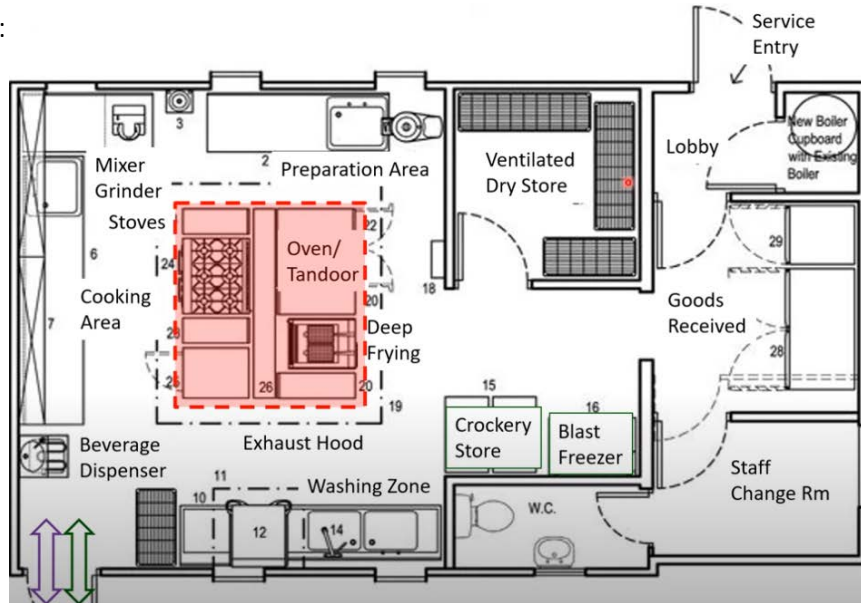 :
Service
Entry
3
New Boiler
Cupboard
with Existing
Boiler
Mixer
Grinder
2
Preparation Area
Ventilated
Dry Store
Lobby
Stoves
22
Oven/
Tandoor
6
24
29
18
Cooking
Area
7
20
Goods
Received
Deep
Frying
23
28
25
26
20
19
15
16
Crockery
Store
Blast
Freezer
Beverage
Dispenser
Exhaust Hood
11
Washing Zone
Staff
Change Rm
10
12
14
W.C.